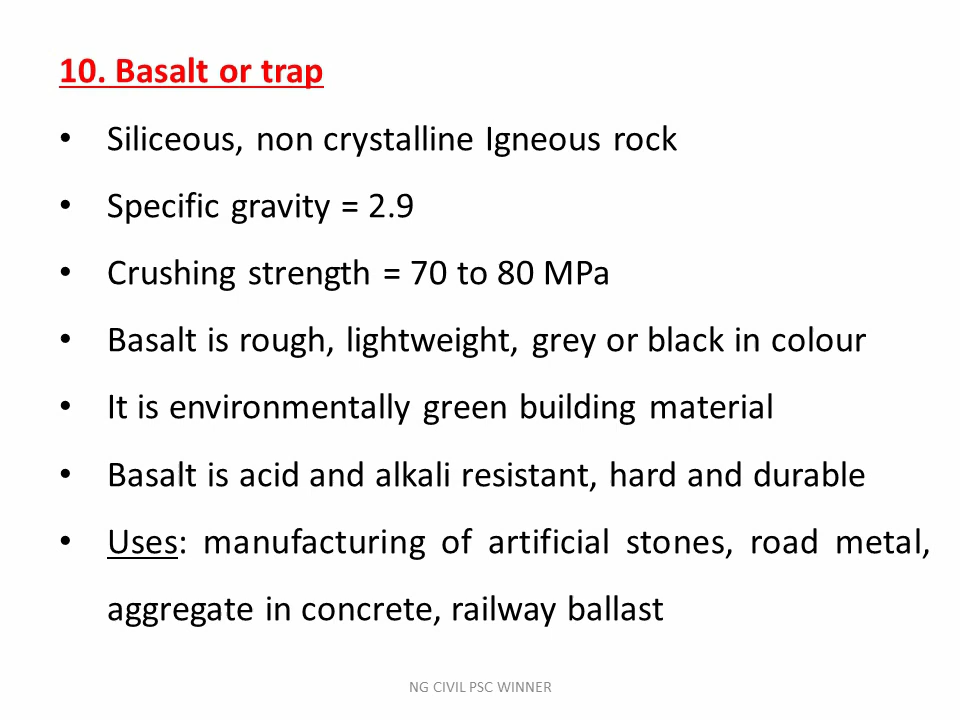 10. Basalt or trap
• Siliceous, non crystalline Igneous rock
• Specific gravity = 2.9
• Crushing strength = 70 to 80 MPa
• Basalt is rough, lightweight, grey or black in colour
• It is environmentally green building material
• Basalt is acid and alkali resistant, hard and durable
• Uses: manufacturing of artificial stones, road metal,
aggregate in concrete, railway ballast
NG CIVIL PSC WINNER